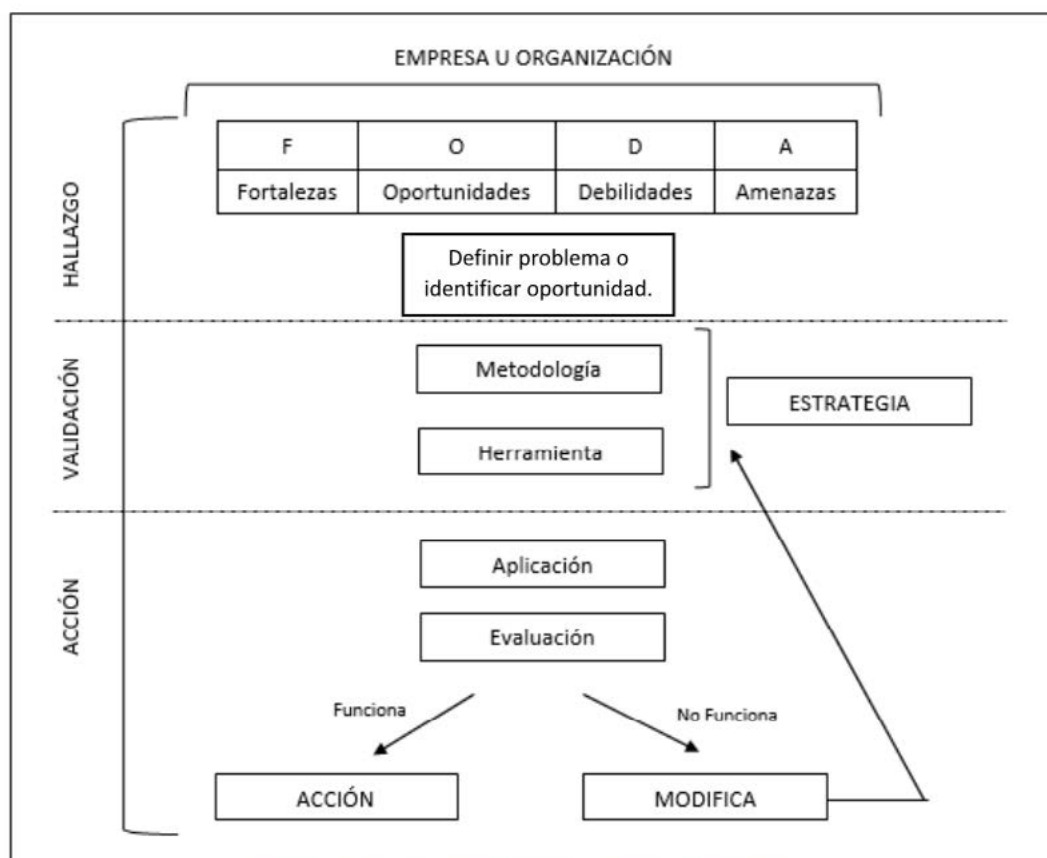 EMPRESA U ORGANIZACIÓN
F O D A
Fortalezas Oportunidades Debilidades Amenazas
HALLAZGO
Definir problema o
identificar oportunidad.
VALIDACIÓN
Metodología
ESTRATEGIA
Herramienta
ACCIÓN
Aplicación
Evaluación
Funciona
No Funciona
ACCIÓN
MODIFICA